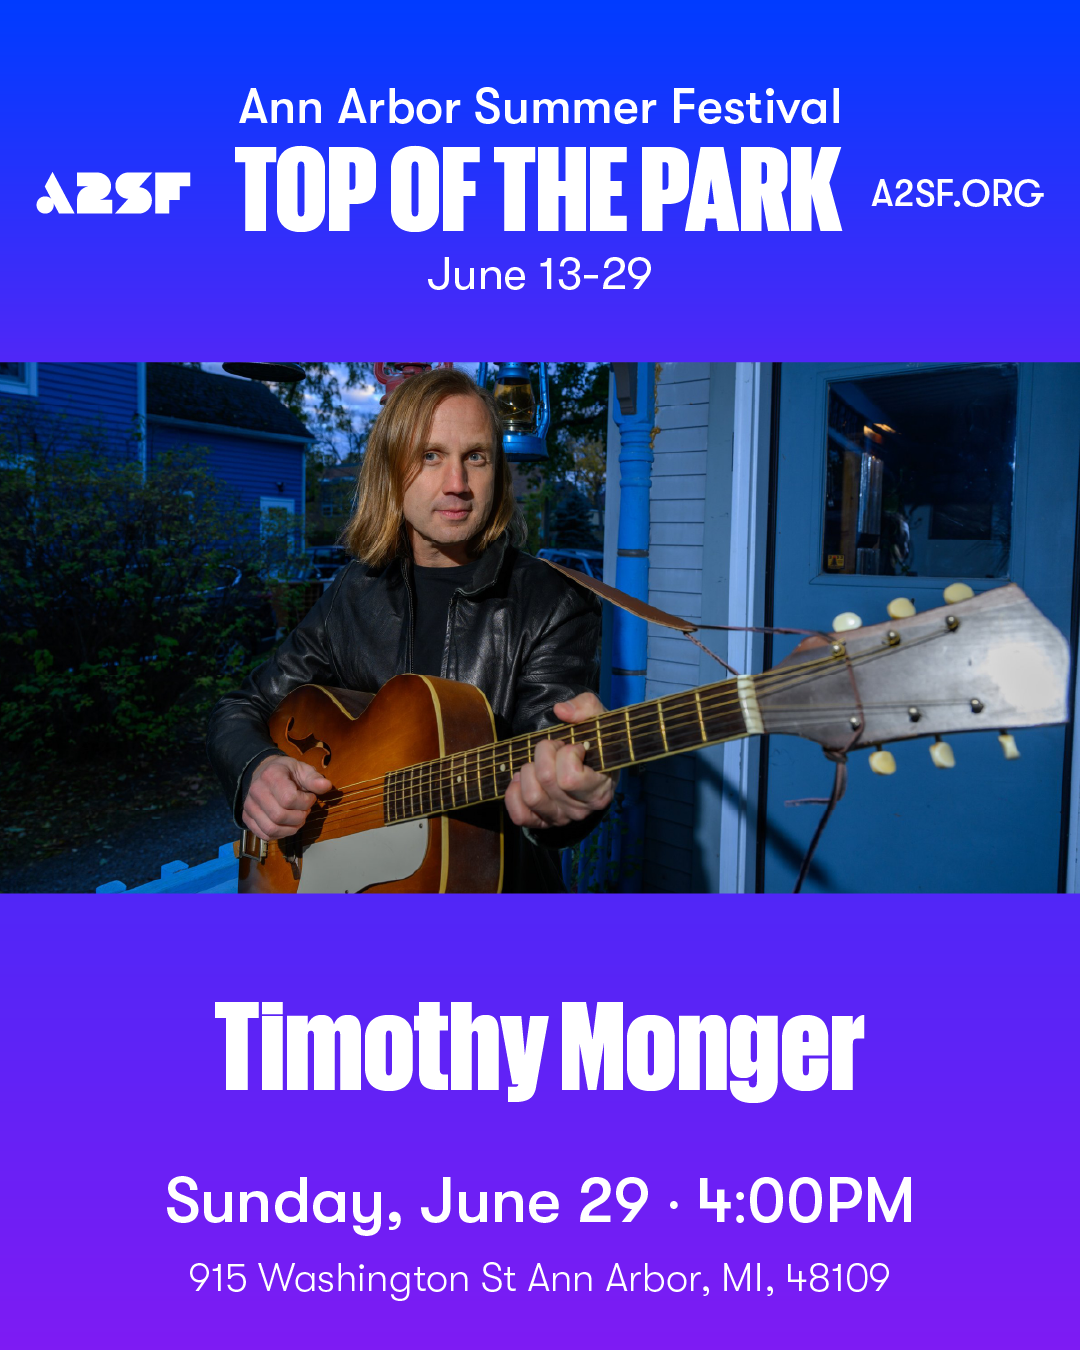 Ann Arbor Summer Festival
A2SF
TOP OF THE PARK
A2SF.ORG
June 13-29
Timothy Monger
Sunday, June 29 · 4:00PM
915 Washington St Ann Arbor, MI, 48109